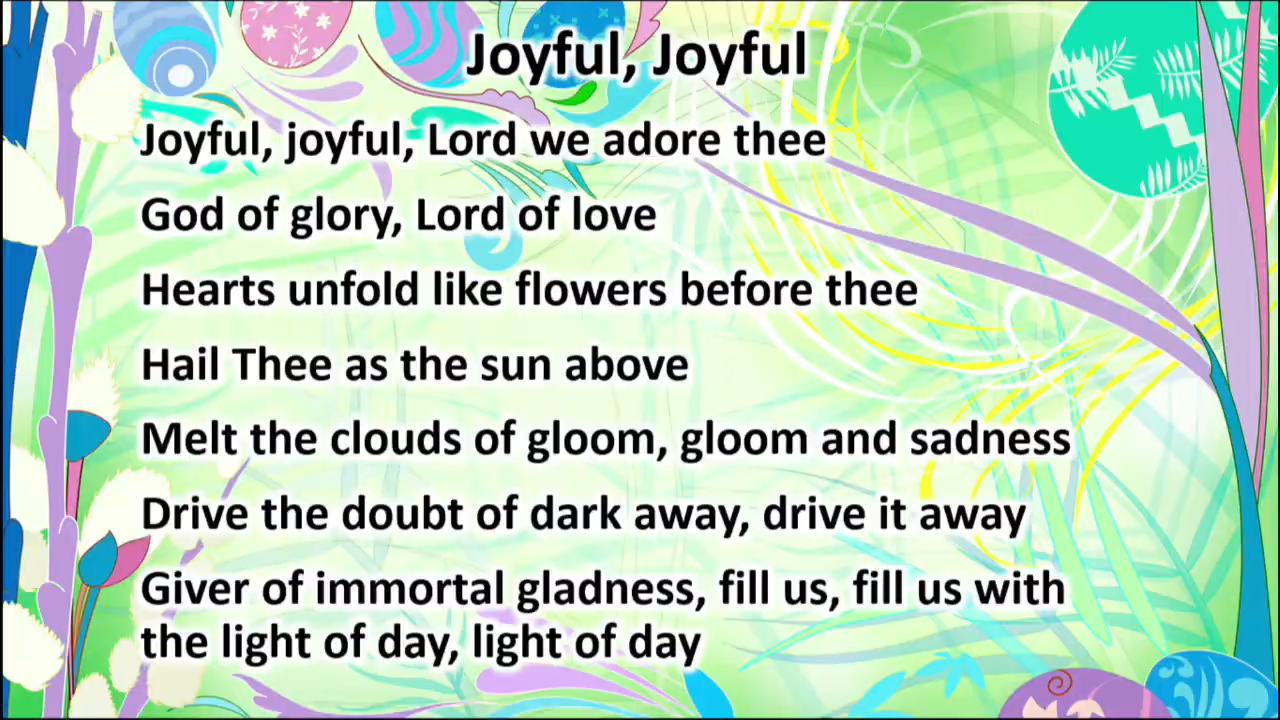 Joyful, Joyful
Joyful, joyful, Lord we adore thee
God of glory, Lord of love
Hearts unfold like flowers before thee
Hail Thee as the sun above
Melt the clouds of gloom, gloom and sadness
Drive the doubt of dark away, drive it away
Giver of immortal gladness, fill us, fill us with
the light of day, light of day